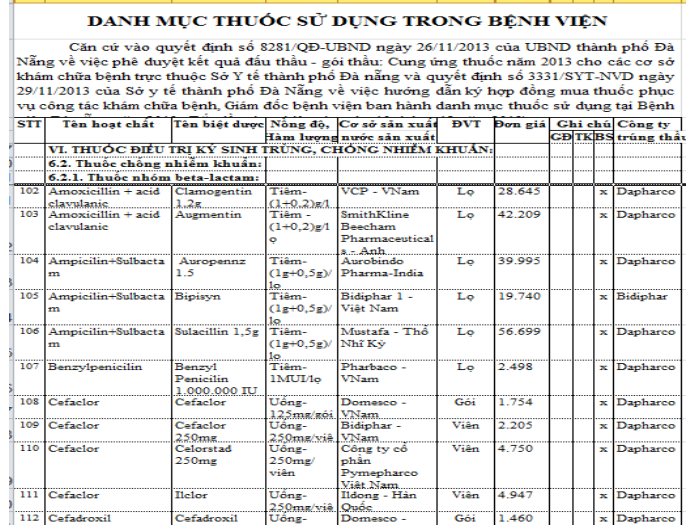 DANH MỤC THUỐC SỬ DỤNG TRONG BỆNH VIỆN
Căn cứ vào quyết định số 8281/QĐ-UBND ngày 26/11/2013 của UBND thành phố Đà
Nẵng về việc phê duyệt kết quả đấu thầu - gói thầu: Cung ứng thuốc năm 2013 cho các cơ sở
khám chữa bệnh trực thuộc Sở Y tế thành phố Đà nẵng và quyết định số 3331/SYT-NVD ngày
29/11/2013 của Sở y tế thành phố Đà Nẵng về việc hướng dẫn ký hợp đồng mua thuốc phục
vụ công tác khám chữa bệnh, Giám đốc bệnh viện ban hành danh mục thuốc sử dụng tại Bệnh
STT Tên hoạt chất Tên biệt dược Nồng độ, Cơ sở sản xuất ĐVT Đơn giá Ghi chú Công ty
Hàm lượng nước sản xuất GĐ TK BS trúng thầu
VI. THUỐC ĐIỀU TRỊ KÝ SINH TRÙNG, CHỐNG NHIỄM KHUẨN:
6.2. Thuốc chống nhiễm khuẩn:
6.2.1. Thuốc nhóm beta-lactam:
102 Amoxicillin + acid Clamogentin Tiêm- VCP - VNam Lọ 28.645 x Dapharco
clavulanic 1.2g (1+0,2)g/l
103 Amoxicillin + acid Augmentin Tiêm - SmithKline Lọ 42.209 x Dapharco
clavulanic (1+0,2)g/l Beecham
ọ Pharmaceutical
s - Anh
104 Ampicilin+Sulbacta Auropennz Tiêm- Aurobindo Lọ 39.995 x Dapharco
m 1.5 (1g+0,5g)/ Pharma-India
lọ
105 Ampicilin+Sulbacta Bipisyn Tiêm- Bidiphar 1 - Lọ 19.740 x Bidiphar
m (1g+0,5g)/ Việt Nam
lọ
106 Ampicilin+Sulbacta Sulacillin 1,5g Tiêm- Mustafa - Thổ Lọ 56.699 x Dapharco
m (1g+0,5g)/ Nhĩ Kỳ
lọ
107 Benzylpenicilin Benzyl Tiêm- Pharbaco - Lọ 2.498 x Dapharco
Penicilin 1MUI/lọ VNam
1.000.000 IU
108 Cefaclor Cefaclor Uống- Domesco - Gói 1.754 x Dapharco
125mg/gói VNam
109 Cefaclor Cefaclor Uống- Bidiphar - Viên 2.205 x Dapharco
250mg 250mg/viê VNam
110 Cefaclor Celorstad Uống- Công ty cổ Viên 4.750 x Dapharco
250mg 250mg/ phần
viên Pymepharco
Việt Nam
111 Cefaclor Ilclor Uống- Ildong - Hàn Viên 4.947 x Dapharco
250mg/viê Quốc
112 Cefadroxil Cefadroxil Uống- Domesco - Gói 1.460 x Dapharco